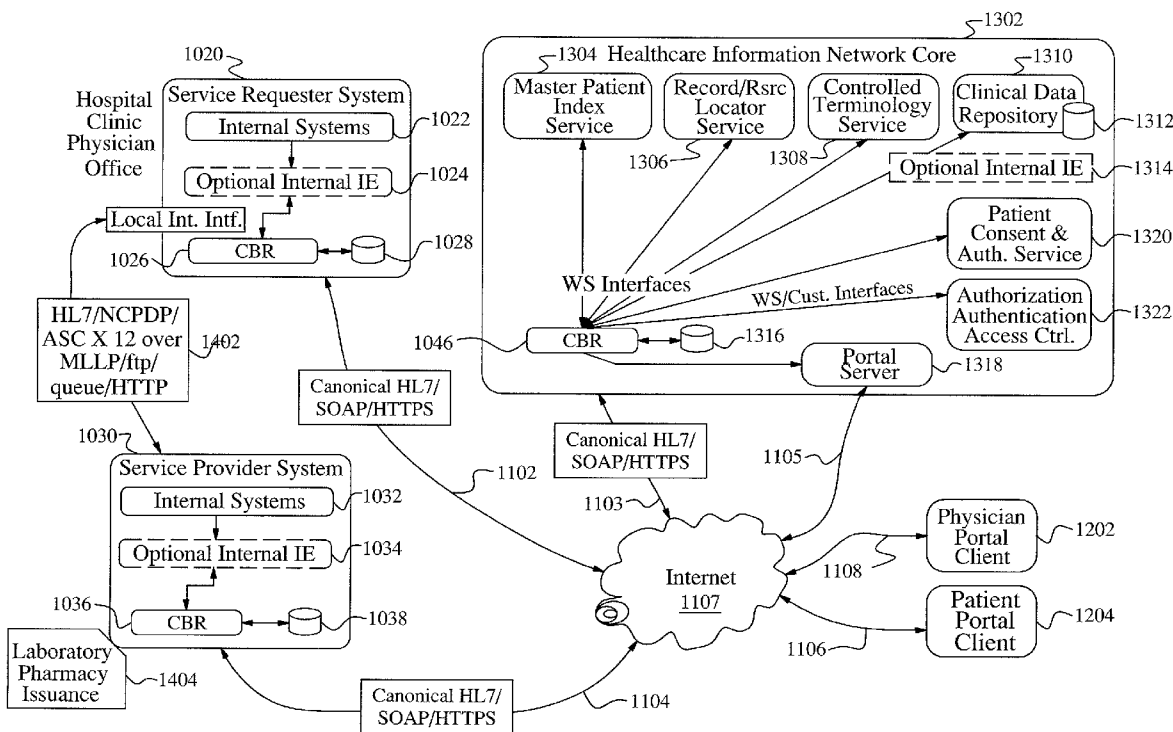 1020
Service Requester System
Hospital
Clinic
Physician
Office
Internal Systems
1022
Optional Internal IE
1024
Local Int. Intf.
CBR
1026
1028
HL7/NCPDP/
ASC X 12 over
MLLP/ftp/
queue/HTTP
1402
Canonical HL7/
SOAP/HTTPS
1102
1030
Service Provider System
Internal Systems
1032
Optional Internal IE
1034
1036
CBR
1038
Laboratory
Pharmacy
Issuance
1404
Canonical HL7/
SOAP/HTTPS
1104
1302
Healthcare Information Network Core
1304
Master Patient
Index
Service
Record/Rsrc
Locator
Service
1306
Controlled
Terminology
Service
1308
1310
Clinical Data
Repository
1312
Optional Internal IE
1314
Patient
Consent &
Auth. Service
1320
WS Interfaces
WS/Cust. Interfaces
Authorization
Authentication
Access Ctrl.
1322
1046
CBR
1316
Portal
Server
1318
Canonical HL7/
SOAP/HTTPS
1103
1105
Internet
1107
1108
Physician
Portal
Client
1202
1106
Patient
Portal
Client
1204